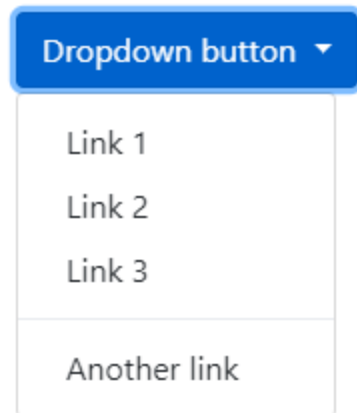 Dropdown button
Link 1
Link 2
Link 3
Another link